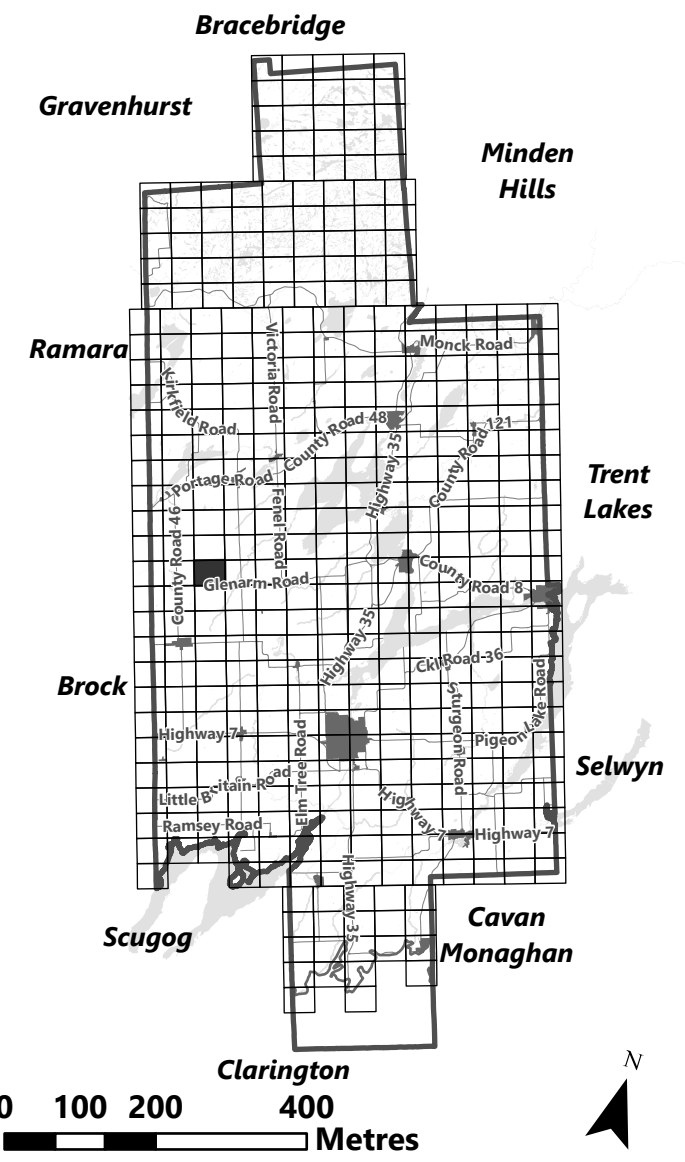 Bracebridge
Gravenhurst
Minden
Hills
Ramara
Victoria Road
Monck Road
Kirkfield Road
County Road 48
Highway 35
County Road 121
Portage Road
Trent
Lakes
County Road 46
Fenel Road
Glenarm Road
County Road 8
Highway 35
Ckl Road 36
Brock
Sturgeon Road
Pigeon Lake Road
Highway 7
Elm Tree Road
Selwyn
Little Britain Road
Highway 7
Ramsey Road
Highway 7
Highway 35
Scugog
Cavan
Monaghan
Clarington
N
0 100 200 400
Metres